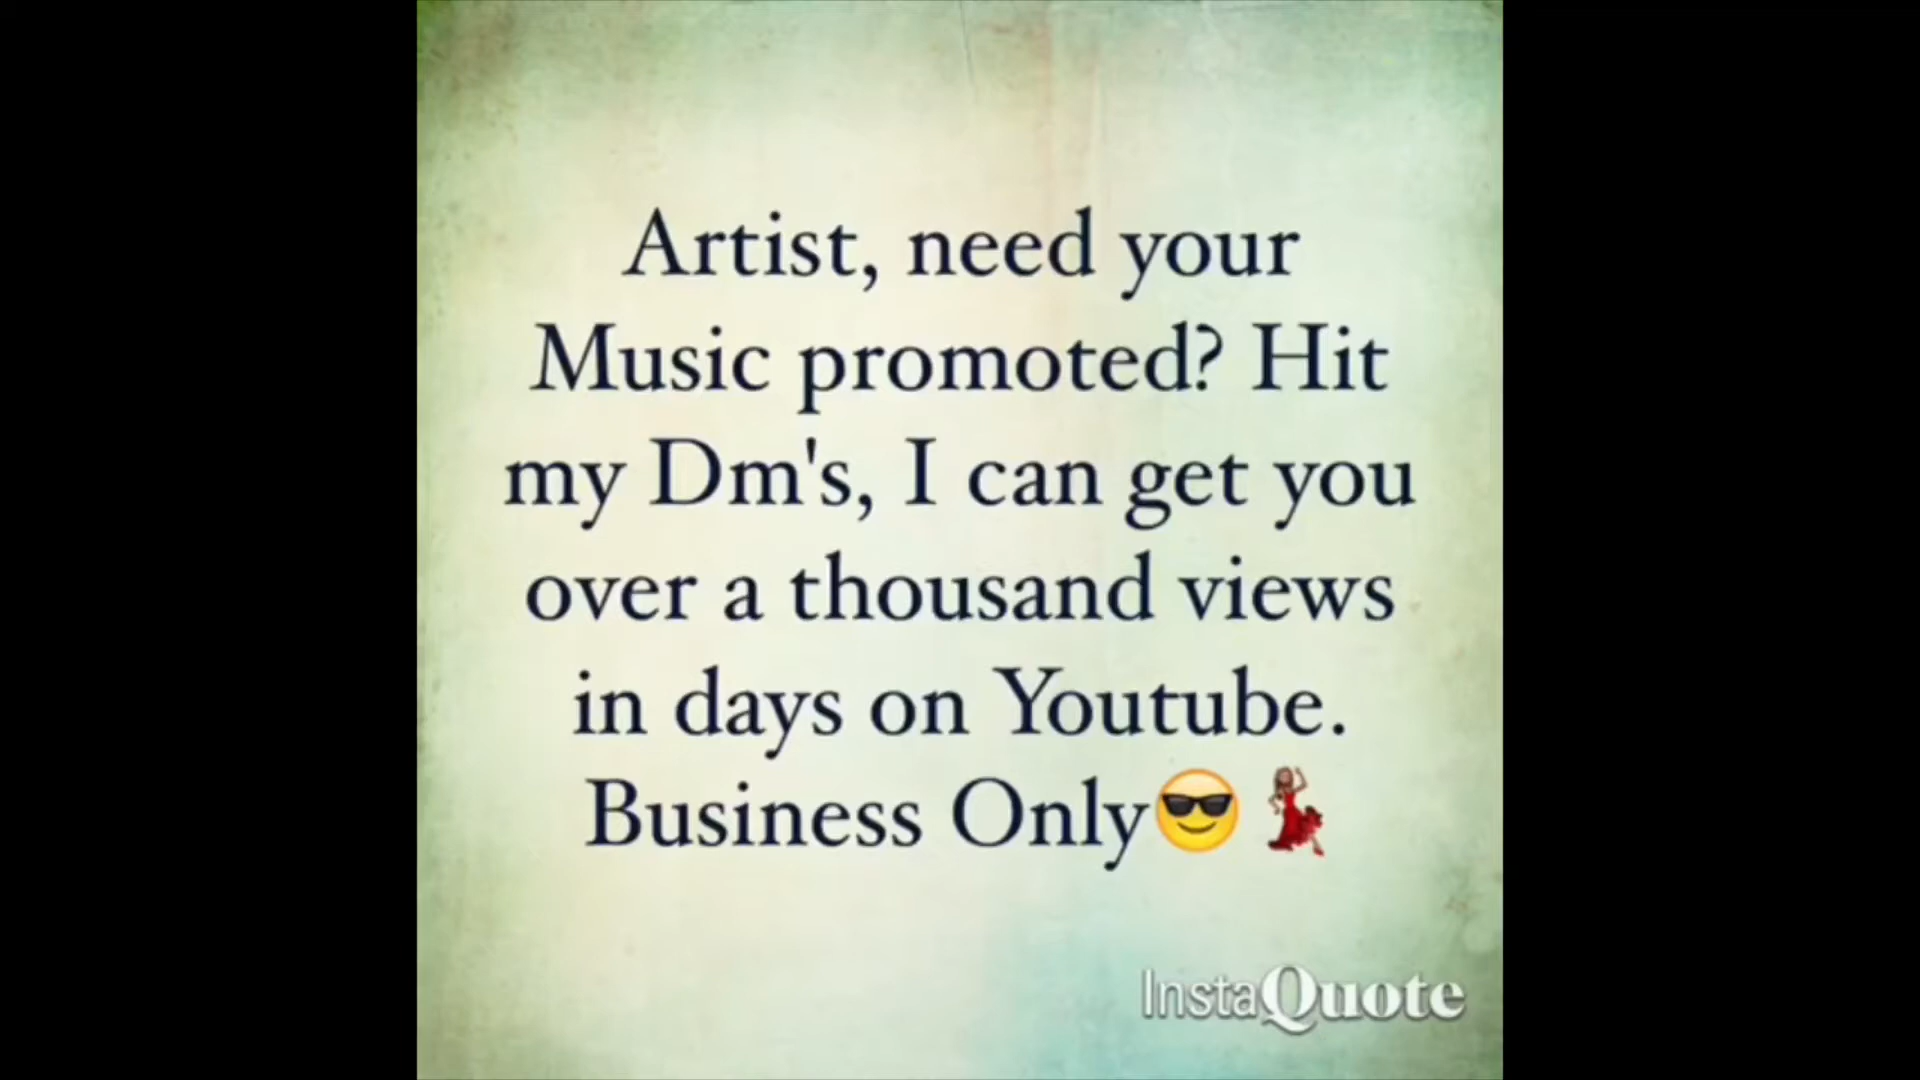 Artist, need your
Music promoted? Hit
my Dm's, I can get you
over a thousand views
in days on Youtube.
Business Only😎💃
InstaQuote